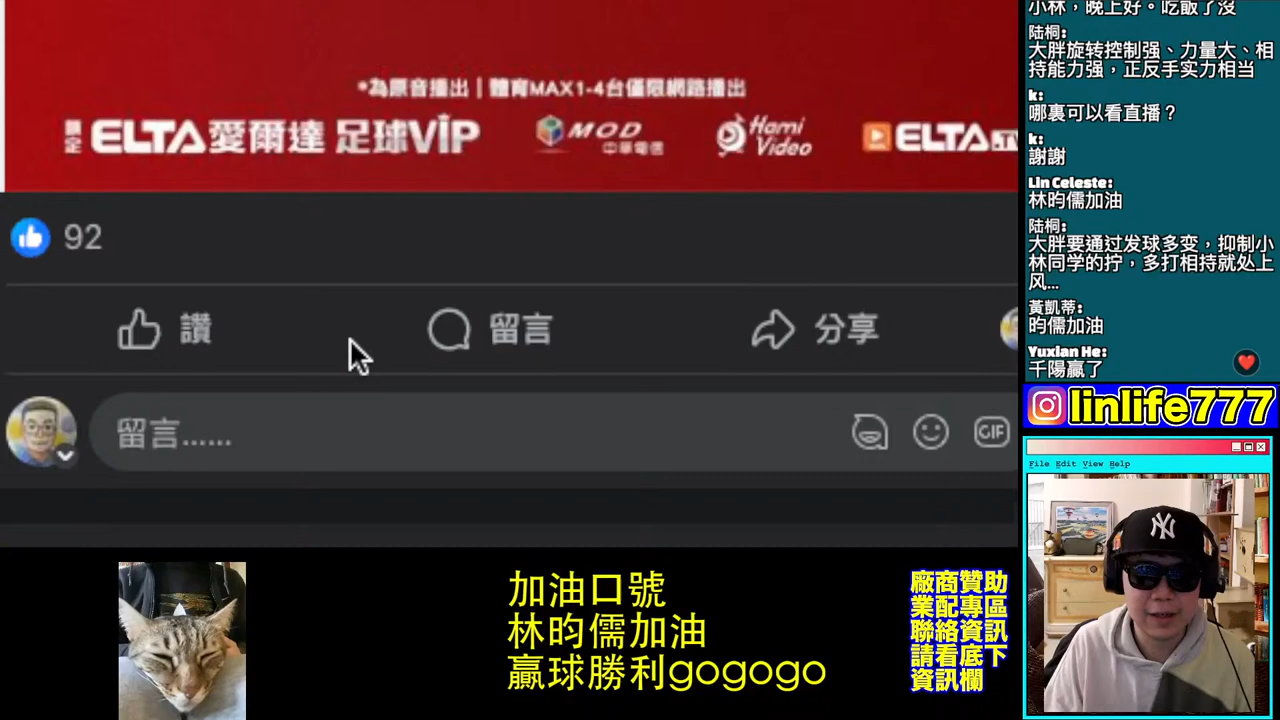 *為原音播出｜體育MAX1-4台僅限網路播出
鎖定 ELTA愛爾達 足球VIP
MOD 中華電信
Hami Video
ELTA TV
92
讚
留言
分享
留言......
GIF
小林，晚上好。吃飯了沒
陆桐:
大胖旋转控制强、力量大、相
持能力强，正反手实力相当
k:
哪裏可以看直播？
k:
謝謝
Lin Celeste:
林昀儒加油
陆桐:
大胖要通过发球多变，抑制小
林同学的拧，多打相持就处上
风...
黃凱蒂:
昀儒加油
Yuxian He:
千陽贏了
linlife777
File Edit View Help
NY
加油口號
林昀儒加油
贏球勝利gogogo
廠商贊助
業配專區
聯絡資訊
請看底下
資訊欄